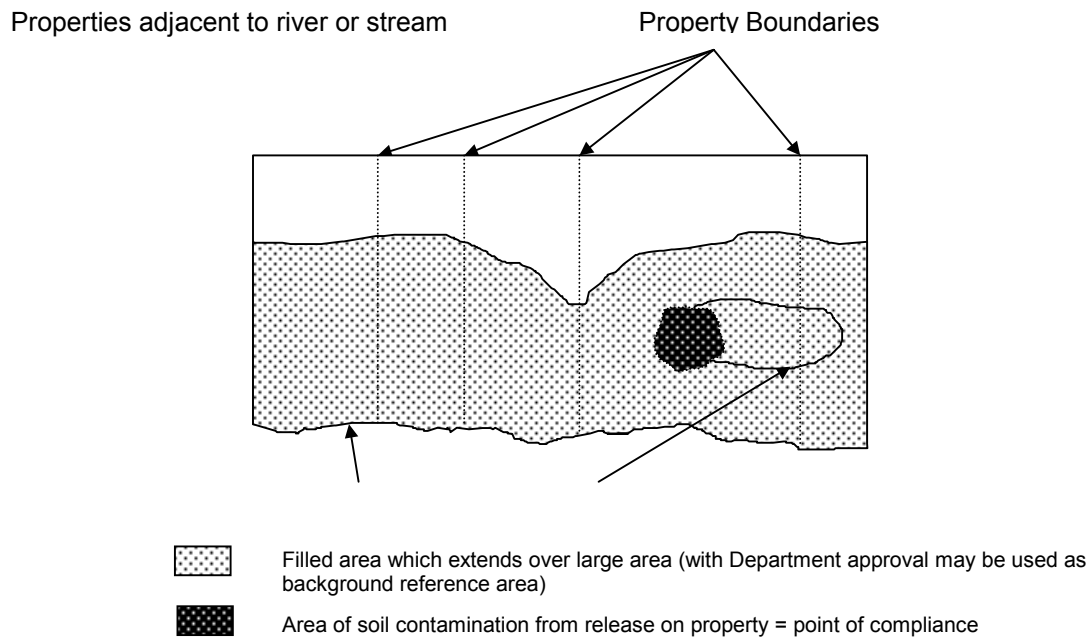 Properties adjacent to river or stream
Property Boundaries
Filled area which extends over large area (with Department approval may be used as
background reference area)
Area of soil contamination from release on property = point of compliance